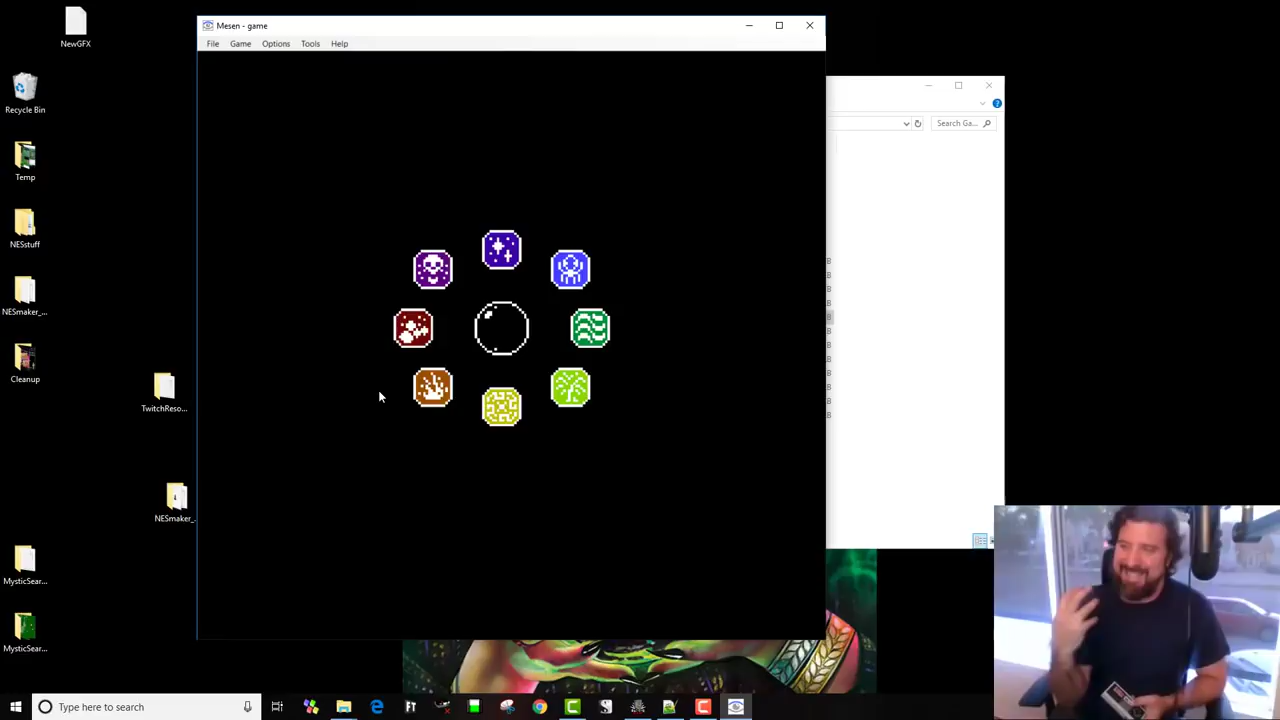 NewGFX
Recycle Bin
Temp
NESstuff
NESmaker_...
Cleanup
TwitchReso...
NESmaker_...
MysticSear...
MysticSear...
Mesen - game
File
Game
Options
Tools
Help
Search Ga...
Type here to search